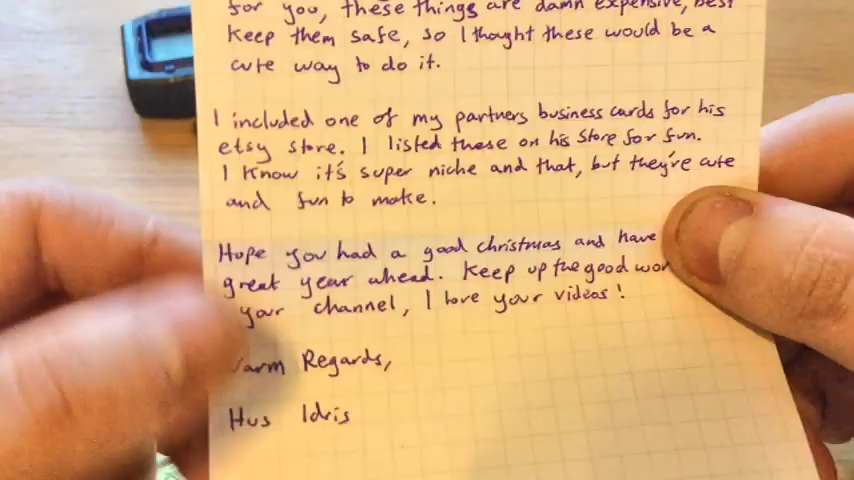 for you, these things are damn expensive, best
keep them safe, so I thought these would be a
cute way to do it.
I included one of my partners business cards for his
etsy store. I listed these on his store for fun.
I know it's super niche and that, but they're cute
and fun to make.
Hope you had a good christmas and have
great year ahead. Keep up the good
your channel, I love your videos!
Warm Regards,
Hus Idris